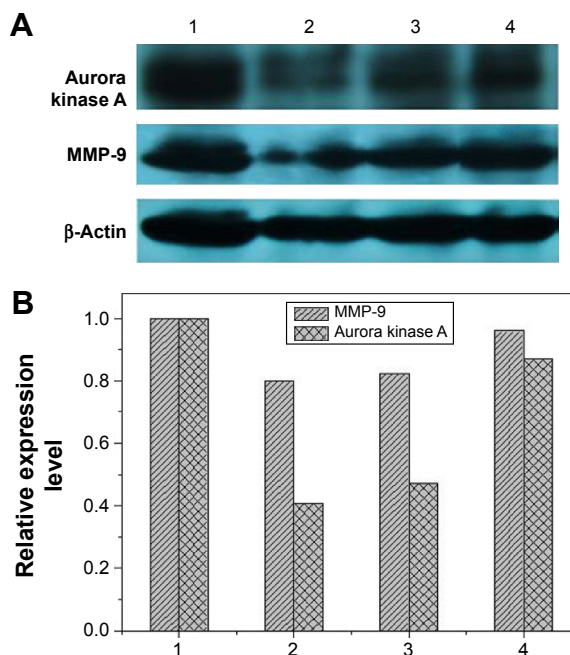 A
1 2 3 4
Aurora
kinase A
MMP-9
β-Actin
B
MMP-9
Aurora kinase A
Relative expression
level
1.0
0.8
0.6
0.4
0.2
0.0
1 2 3 4